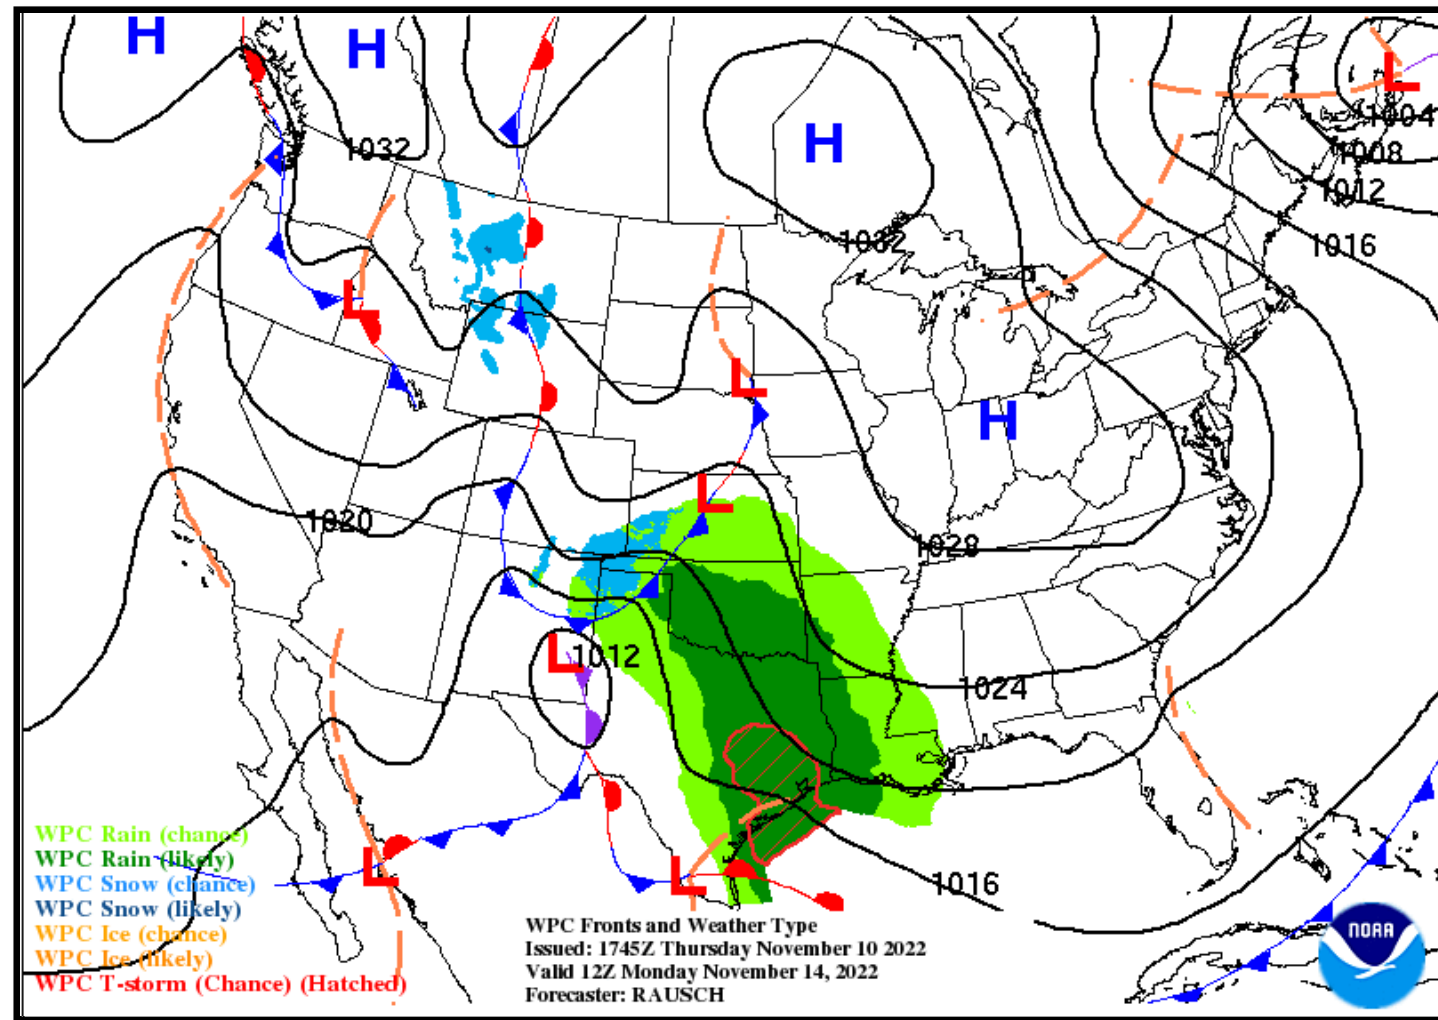 H
H
L
1004
H
1032
1008
1012
1032
1016
L
L
H
L
1020
1028
L
1012
1024
WPC Rain (chance)
WPC Rain (likely)
WPC Snow (chance)
WPC Snow (likely)
WPC Ice (chance)
WPC Ice (likely)
WPC T-storm (Chance) (Hatched)
L
L
1016
WPC Fronts and Weather Type
Issued: 1745Z Thursday November 10 2022
Valid 12Z Monday November 14, 2022
Forecaster: RAUSCH
NOAA